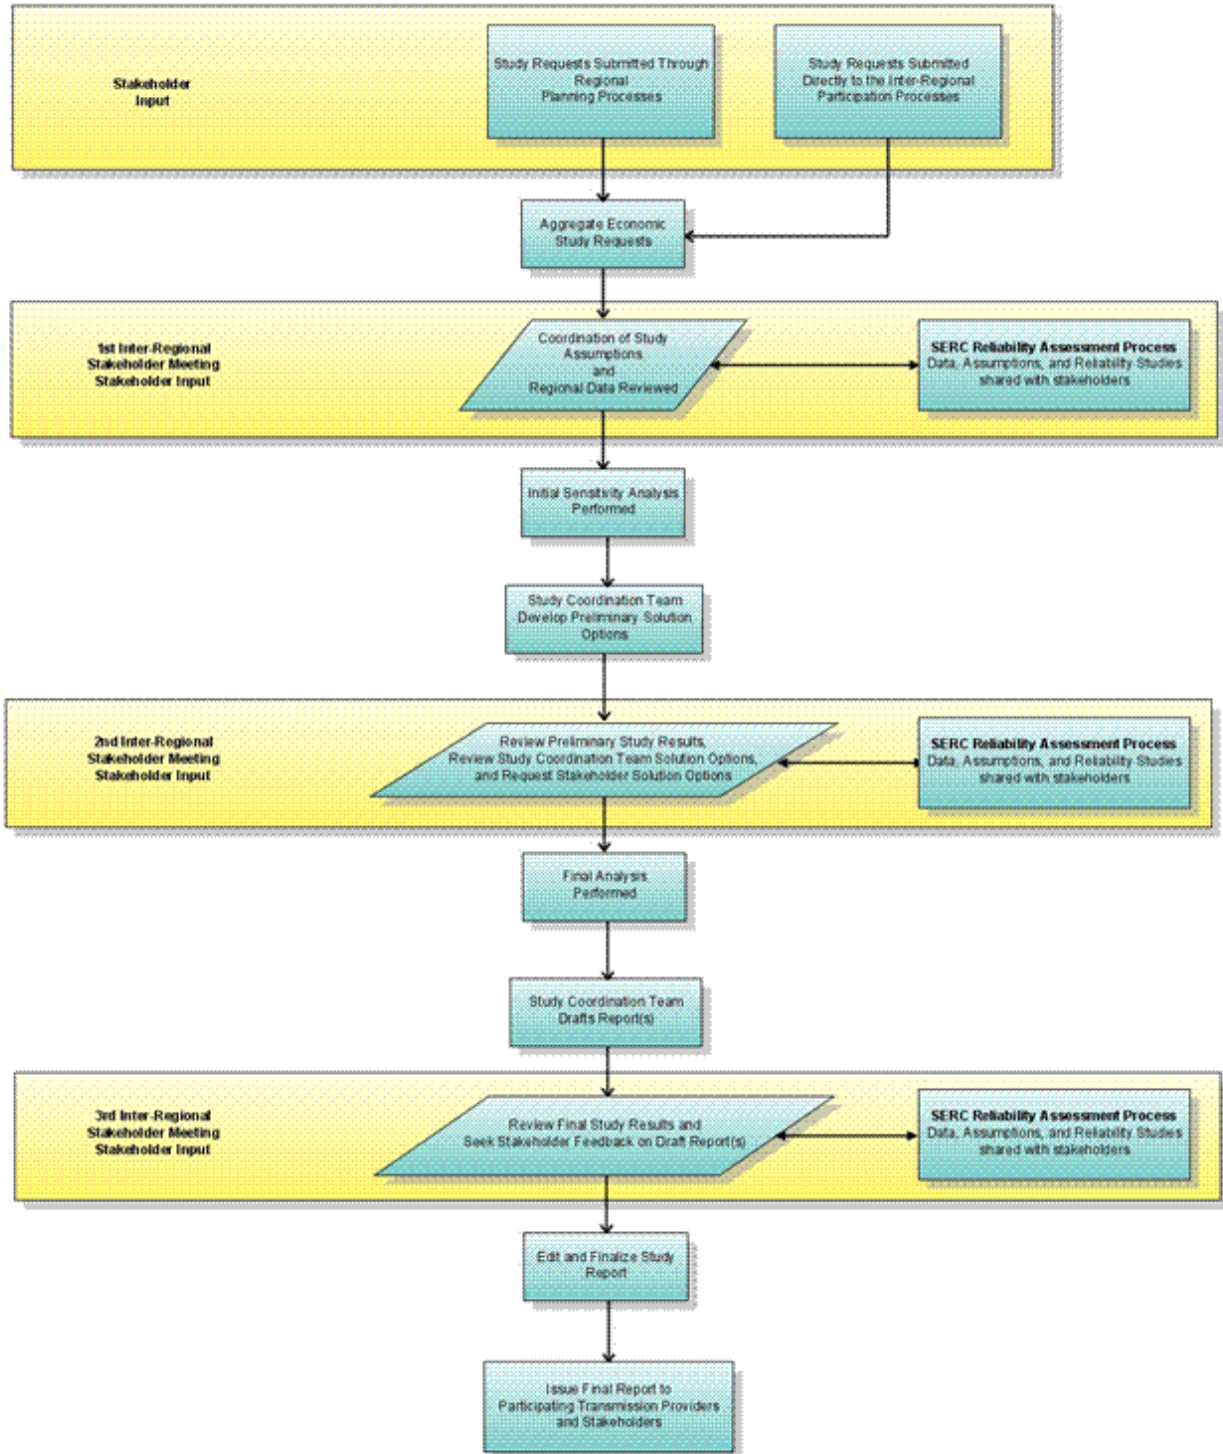 Stakeholder
Input
Study Requests Submitted Through
Regional
Planning Processes
Study Requests Submitted
Directly to the Inter-Regional
Participation Processes
Aggregate Economic
Study Requests
1st Inter-Regional
Stakeholder Meeting
Stakeholder Input
Coordination of Study
Assumptions
and
Regional Data Reviewed
SERC Reliability Assessment Process
Data, Assumptions, and Reliability Studies
shared with stakeholders
Initial Sensitivity Analysis
Performed
Study Coordination Team
Develop Preliminary Solution
Options
2nd Inter-Regional
Stakeholder Meeting
Stakeholder Input
Review Preliminary Study Results,
Review Study Coordination Team Solution Options,
and Request Stakeholder Solution Options
SERC Reliability Assessment Process
Data, Assumptions, and Reliability Studies
shared with stakeholders
Final Analysis
Performed
Study Coordination Team
Drafts Report(s)
3rd Inter-Regional
Stakeholder Meeting
Stakeholder Input
Review Final Study Results and
Seek Stakeholder Feedback on Draft Report(s)
SERC Reliability Assessment Process
Data, Assumptions, and Reliability Studies
shared with stakeholders
Edit and Finalize Study
Report
Issue Final Report to
Participating Transmission Providers
and Stakeholders